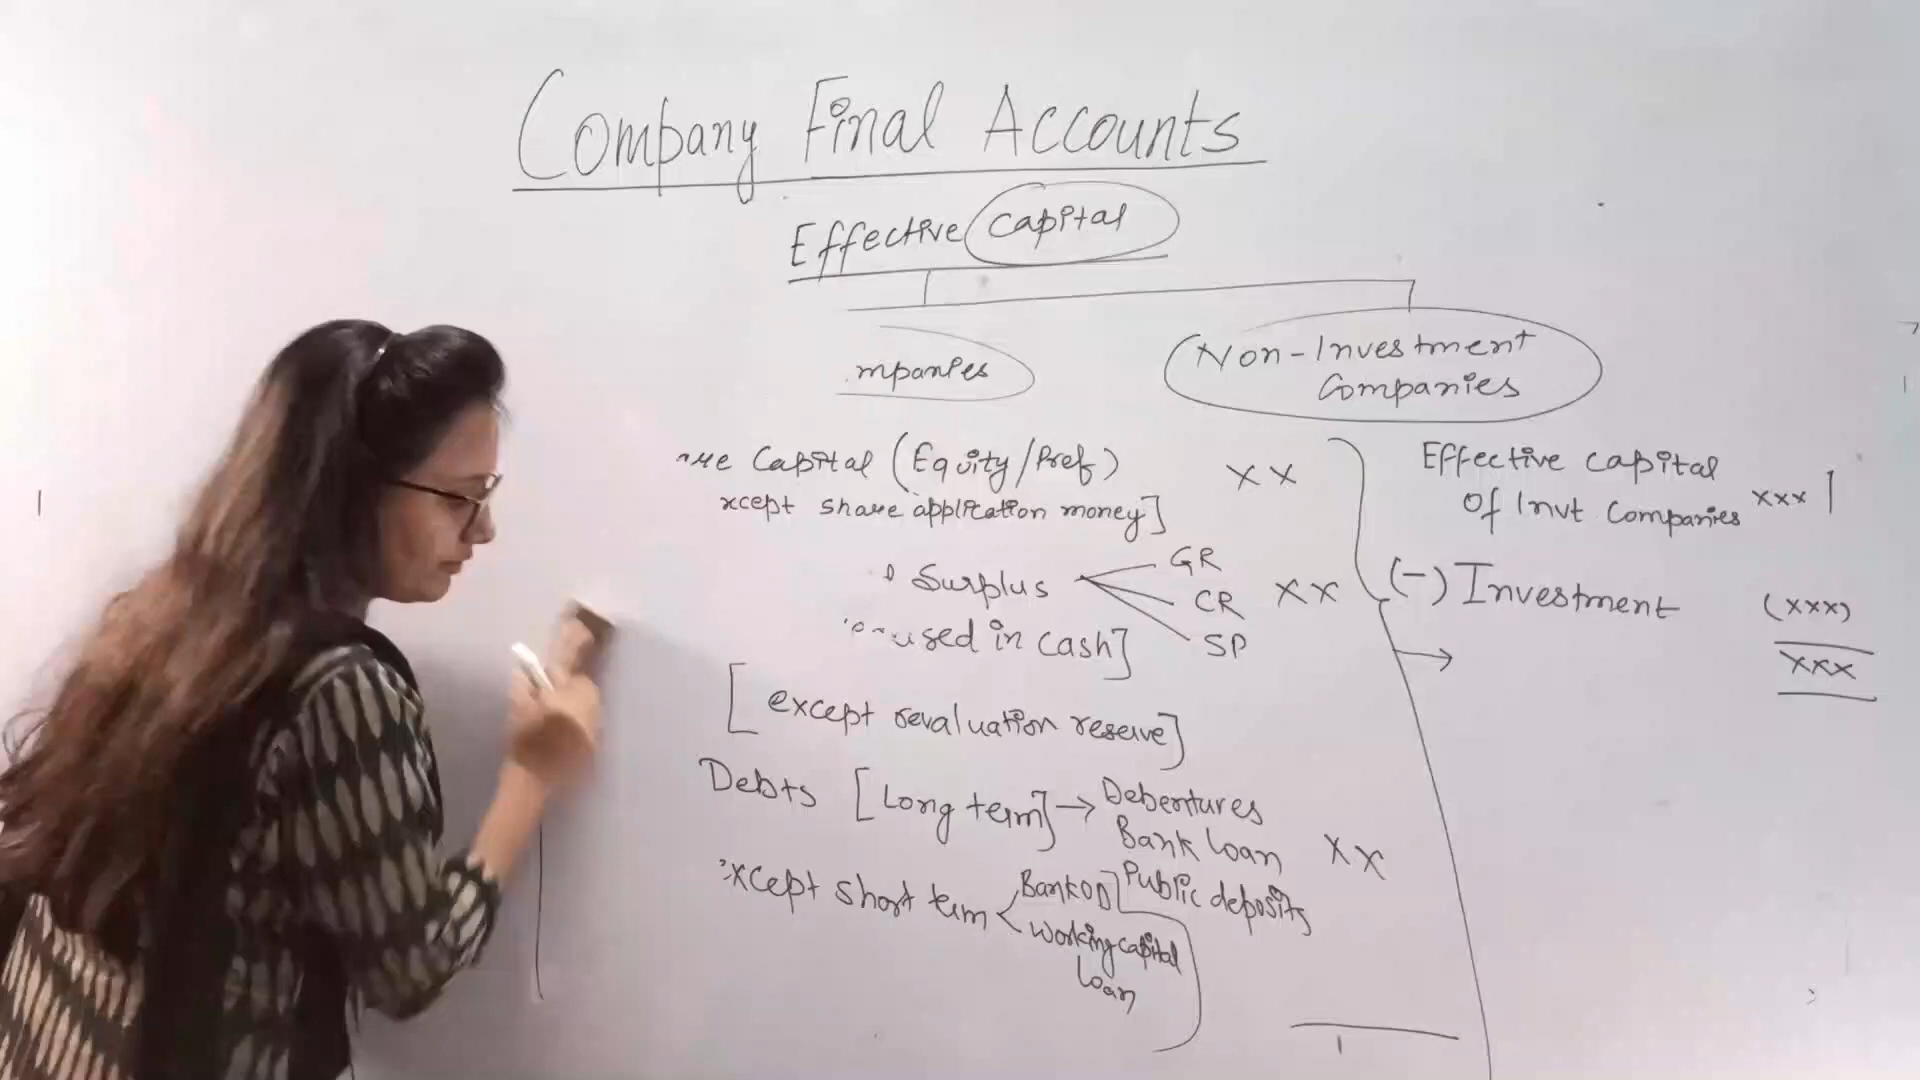 Company Final Accounts
Effective Capital
mpanies
Non-Investment
Companies
Capital (Equity/Pref) XX
xcept share application money]
Surplus GR
CR XX
SP
used in cash]
[except revaluation reserve]
Debts [Long term] → Debentures
Bank loan XX
Public deposits
xcept short term Bank OD]
Working capital
loan
Effective capital
Of Invt Companies xxx
(-) Investment (xxx)
→ xxx